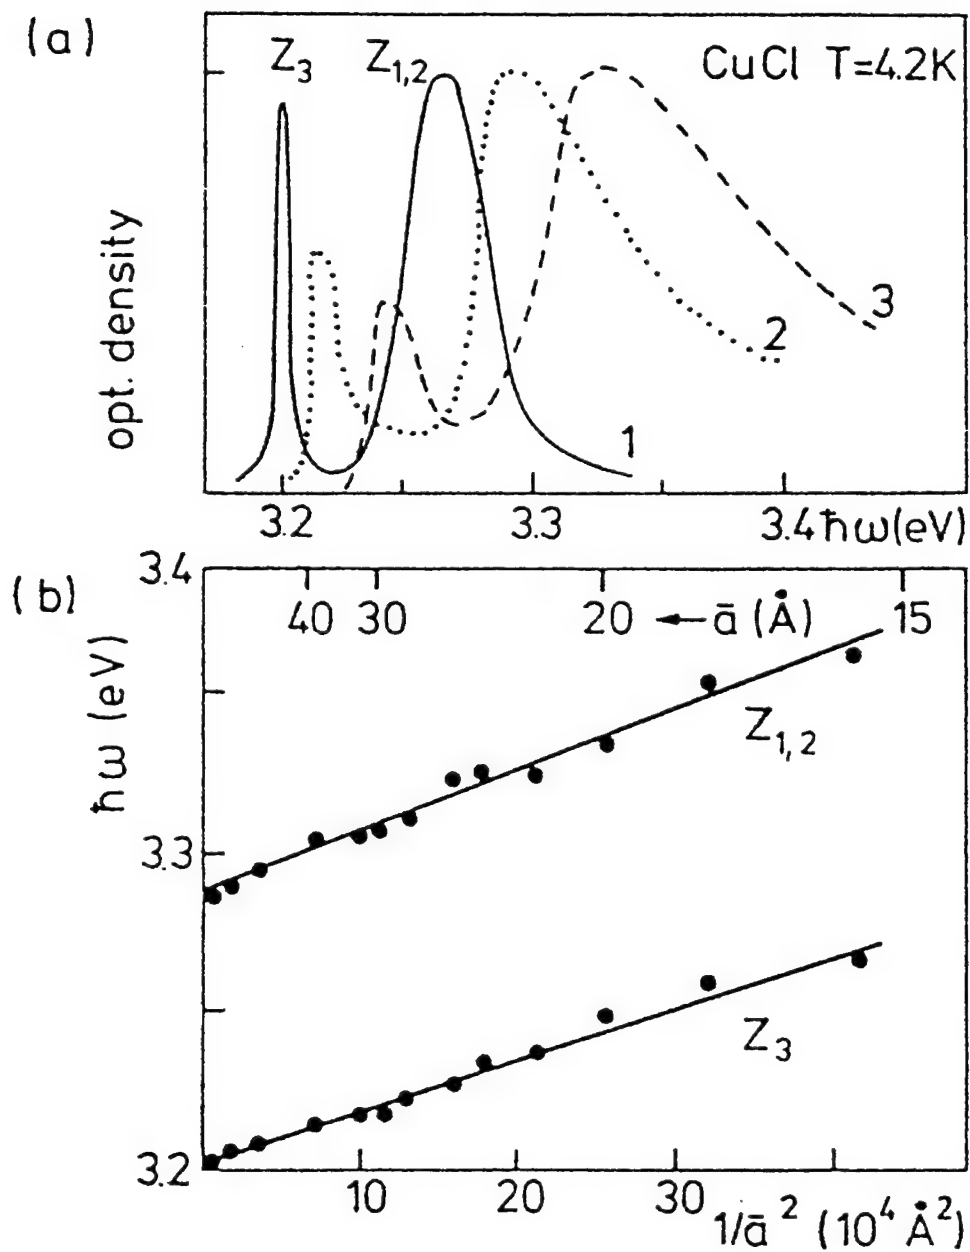 (a)
Z3 Z1,2 CuCl T=4.2K
opt. density
1
2
3
3.2 3.3 3.4 ħω(eV)
(b)
3.4
40 30 20 ← ā (Å) 15
ħω (eV)
Z1,2
3.3
Z3
3.2
10 20 30 1/ā² (10⁴ Å²)